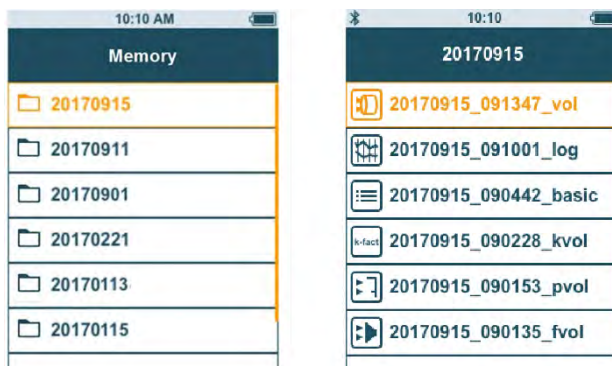 10:10 AM
Memory
20170915
20170911
20170901
20170221
20170113
20170115
10:10
20170915
20170915_091347_vol
20170915_091001_log
20170915_090442_basic
k-fact 20170915_090228_kvol
20170915_090153_pvol
20170915_090135_fvol